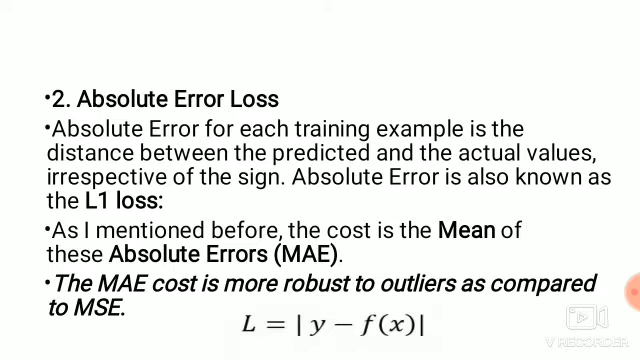 •2. Absolute Error Loss
•Absolute Error for each training example is the
distance between the predicted and the actual values,
irrespective of the sign. Absolute Error is also known as
the L1 loss:
•As I mentioned before, the cost is the Mean of
these Absolute Errors (MAE).
•The MAE cost is more robust to outliers as compared
to MSE.
L = | y − f(x)|
V RECORDER